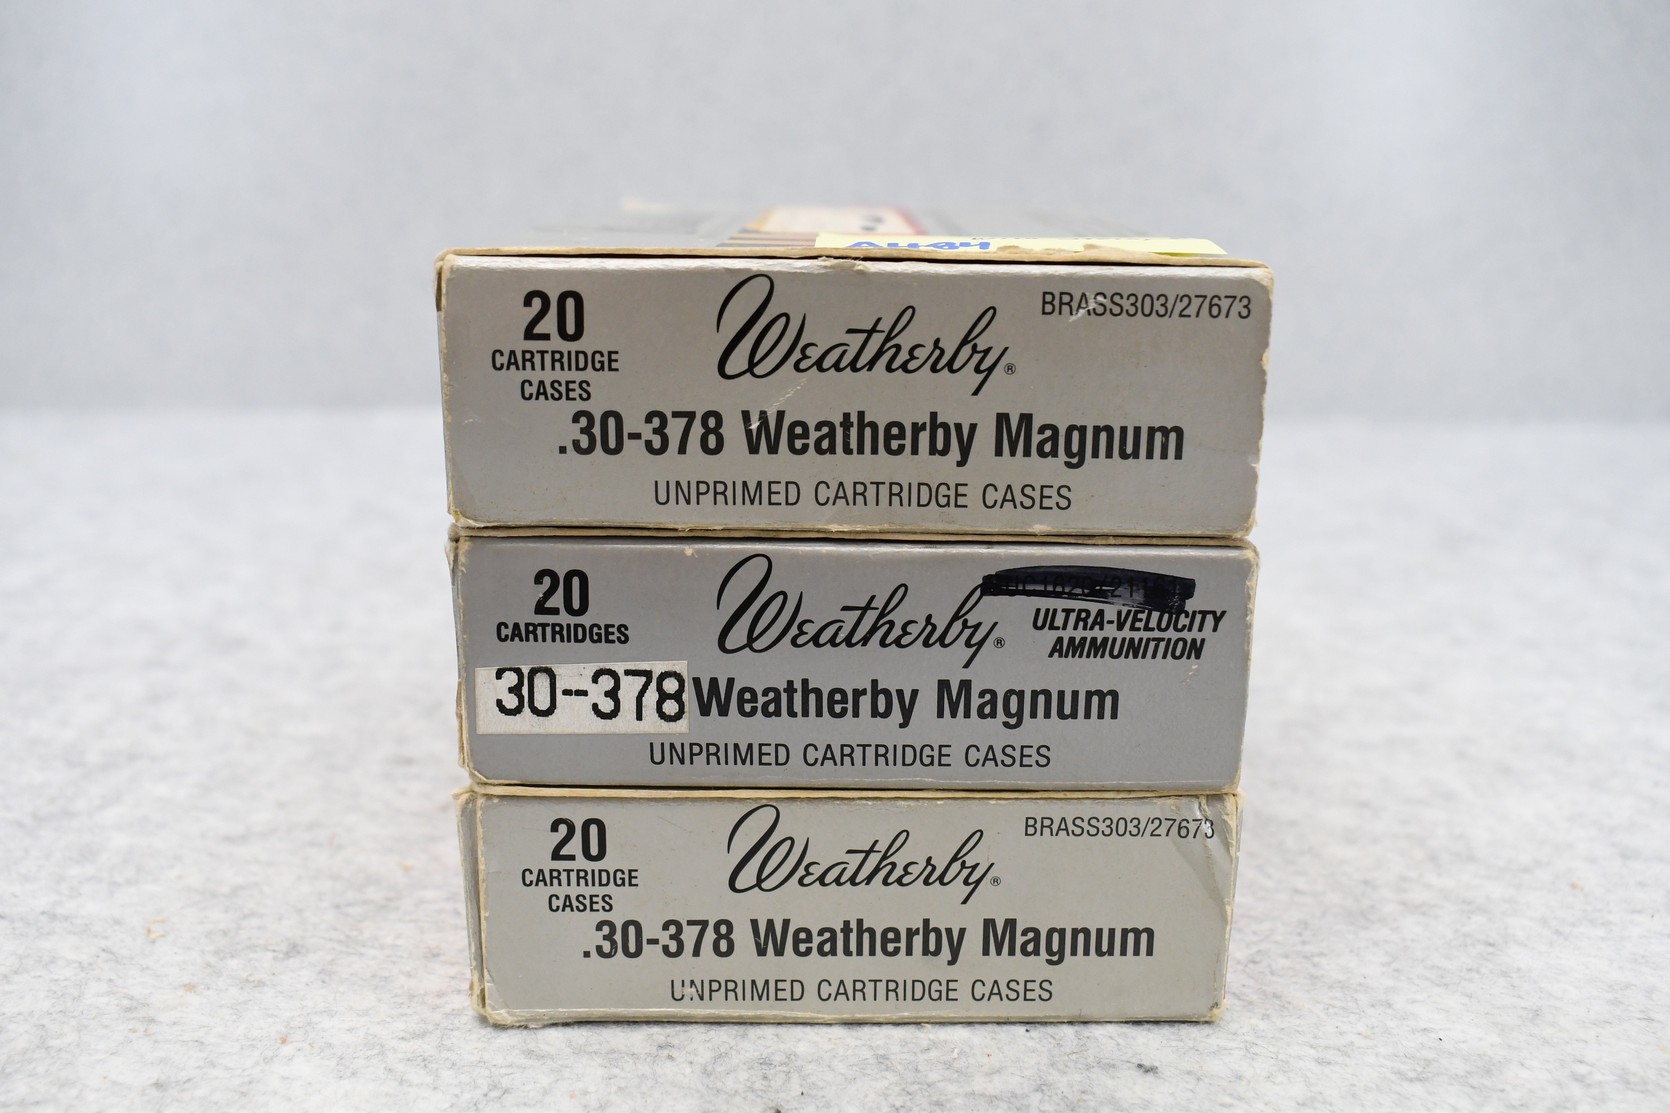 20
CARTRIDGE
CASES
Weatherby®
BRASS303/27673
.30-378 Weatherby Magnum
UNPRIMED CARTRIDGE CASES
20
CARTRIDGES
Weatherby®
ULTRA-VELOCITY
AMMUNITION
30--378 Weatherby Magnum
UNPRIMED CARTRIDGE CASES
20
CARTRIDGE
CASES
Weatherby®
BRASS303/27673
.30-378 Weatherby Magnum
UNPRIMED CARTRIDGE CASES